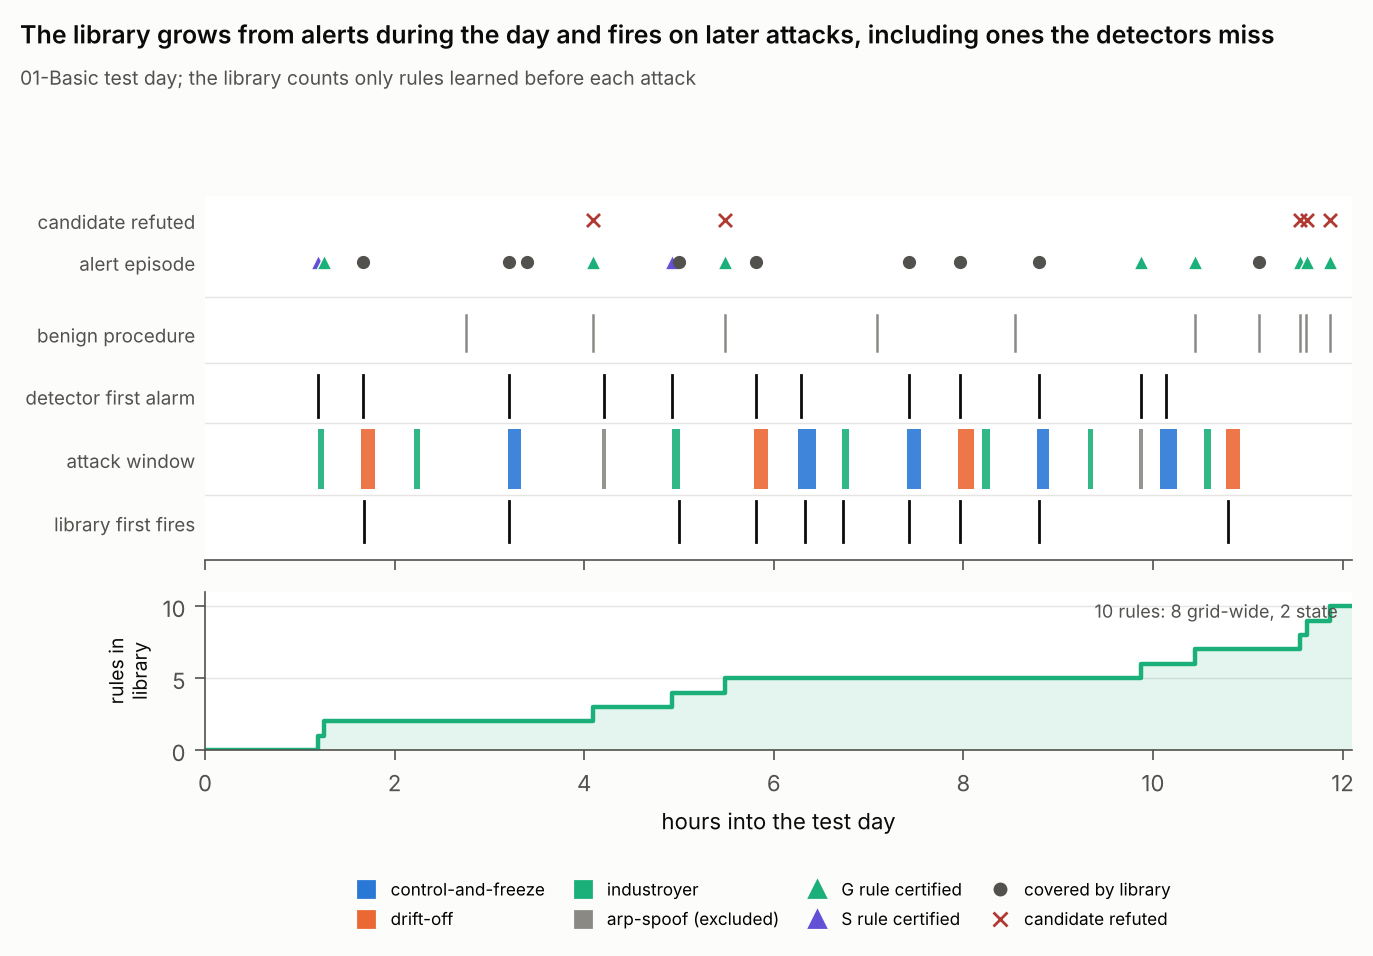 The library grows from alerts during the day and fires on later attacks, including ones the detectors miss
01-Basic test day; the library counts only rules learned before each attack
candidate refuted
alert episode
benign procedure
detector first alarm
attack window
library first fires
10 rules: 8 grid-wide, 2 state
rules in
library
10
5
0
0 2 4 6 8 10 12
hours into the test day
control-and-freeze industroyer G rule certified covered by library
drift-off arp-spoof (excluded) S rule certified candidate refuted